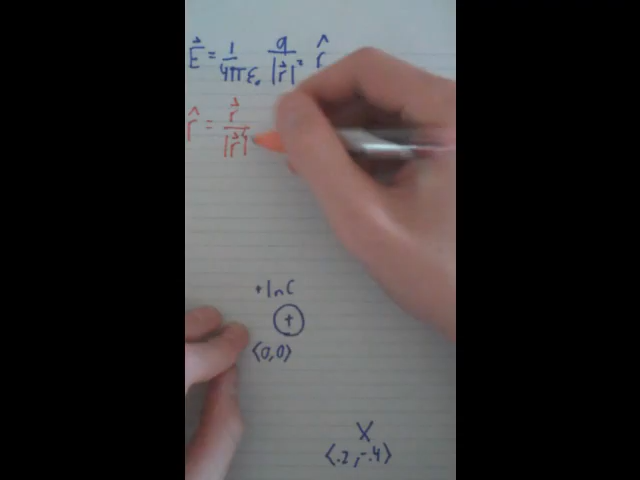 E⃗ = 1/4πε₀ q/|r⃗|² r̂
r̂ = r⃗/|r⃗|
+1nC
+
<0,0>
X
<.2,-.4>